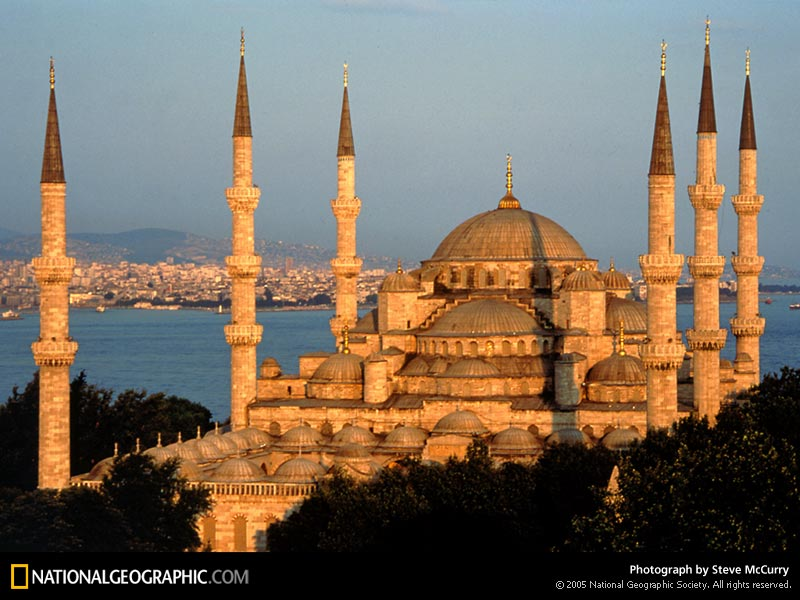 NATIONALGEOGRAPHIC.COM
Photograph by Steve McCurry
© 2005 National Geographic Society. All rights reserved.